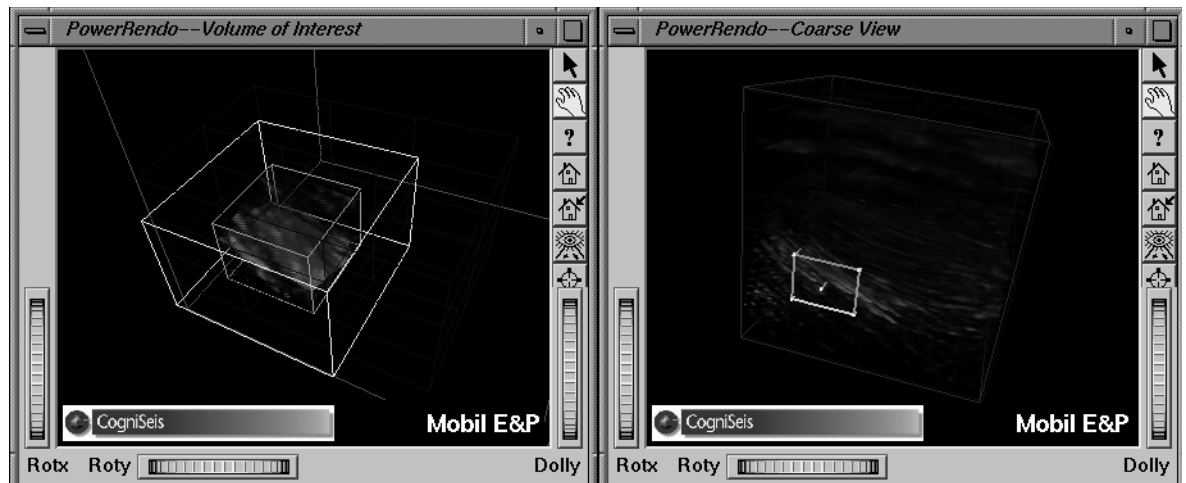 PowerRendo--Volume of Interest
?
CogniSeis
Mobil E&P
Rotx Roty Dolly
PowerRendo--Coarse View
?
CogniSeis
Mobil E&P
Rotx Roty Dolly